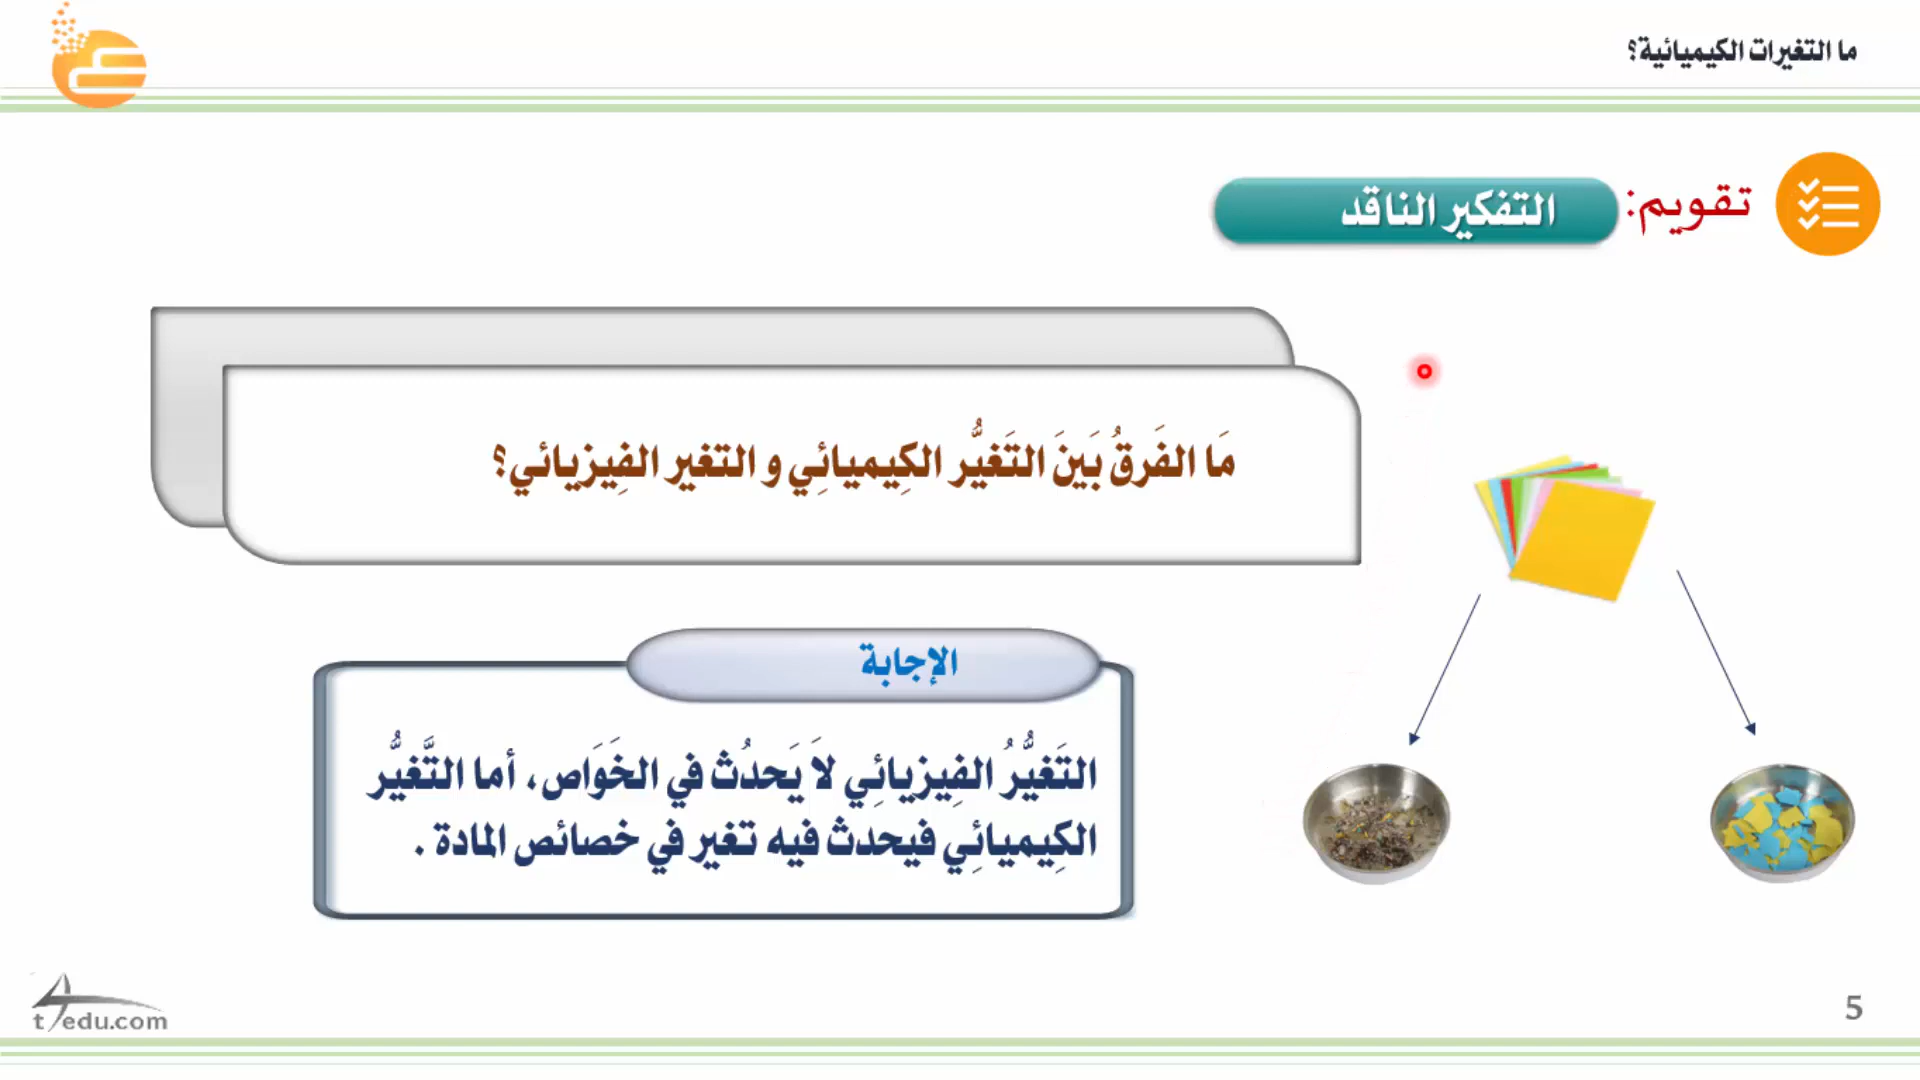 ما التغيرات الكيميائية؟
تقويم:
التفكير الناقد
مَا الفَرقُ بَينَ التَغيُّر الكِيميائِي و التغير الفِيزيائي؟
الإجابة
التَغيُّرُ الفِيزيائِي لاَ يَحدُث في الخَوَاص، أما التَّغيُّر
الكِيميائِي فيحدث فيه تغير في خصائص المادة .
t4edu.com
5